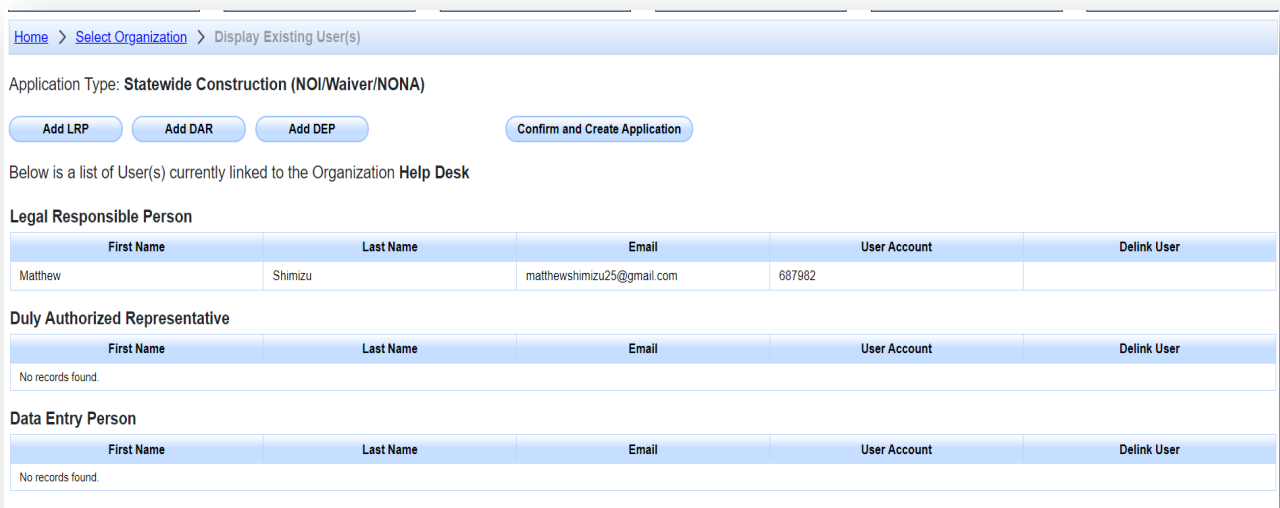 Home > Select Organization > Display Existing User(s)
Application Type: Statewide Construction (NOI/Waiver/NONA)
Add LRP Add DAR Add DEP Confirm and Create Application
Below is a list of User(s) currently linked to the Organization Help Desk
Legal Responsible Person
First Name Last Name Email User Account Delink User
Matthew Shimizu matthewshimizu25@gmail.com 687982
Duly Authorized Representative
First Name Last Name Email User Account Delink User
No records found.
Data Entry Person
First Name Last Name Email User Account Delink User
No records found.